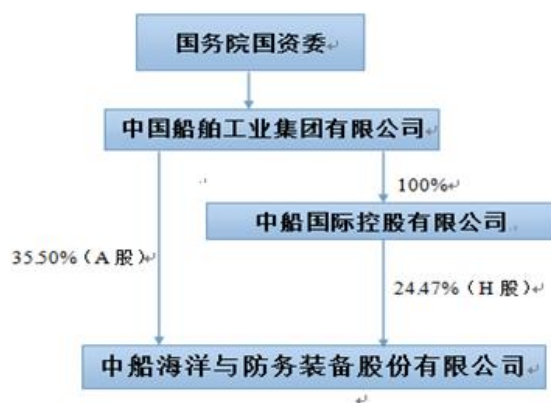 国务院国资委
中国船舶工业集团有限公司
100%
中船国际控股有限公司
35.50%（A 股）
24.47%（H 股）
中船海洋与防务装备股份有限公司